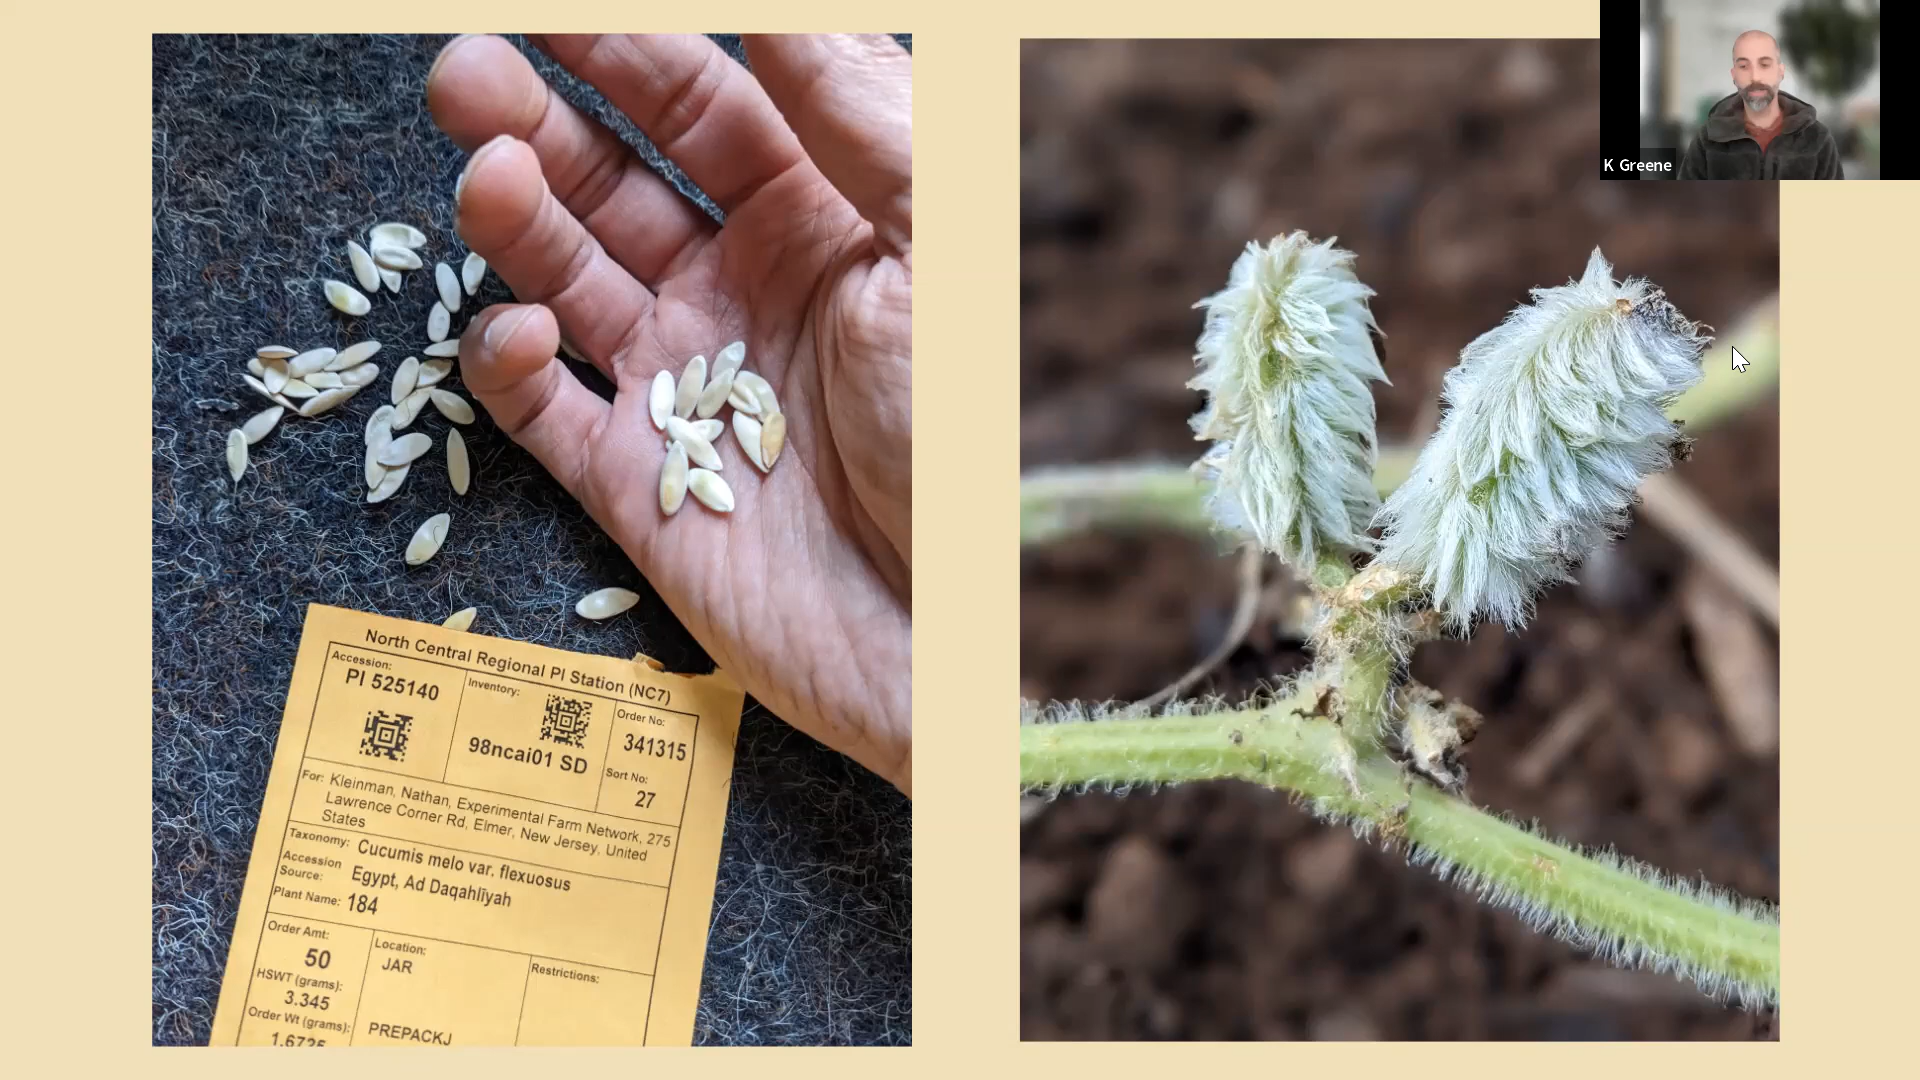 North Central Regional PI Station (NC7)
Accession:
PI 525140
Inventory:
98ncai01 SD
Order No:
341315
Sort No:
27
For: Kleinman, Nathan, Experimental Farm Network, 275
Lawrence Corner Rd, Elmer, New Jersey, United
States
Taxonomy: Cucumis melo var. flexuosus
Accession
Source: Egypt, Ad Daqahlīyah
Plant Name: 184
Order Amt:
50
HSWT (grams):
3.345
Order Wt (grams):
1.6725
Location:
JAR
PREPACKJ
Restrictions:
K Greene